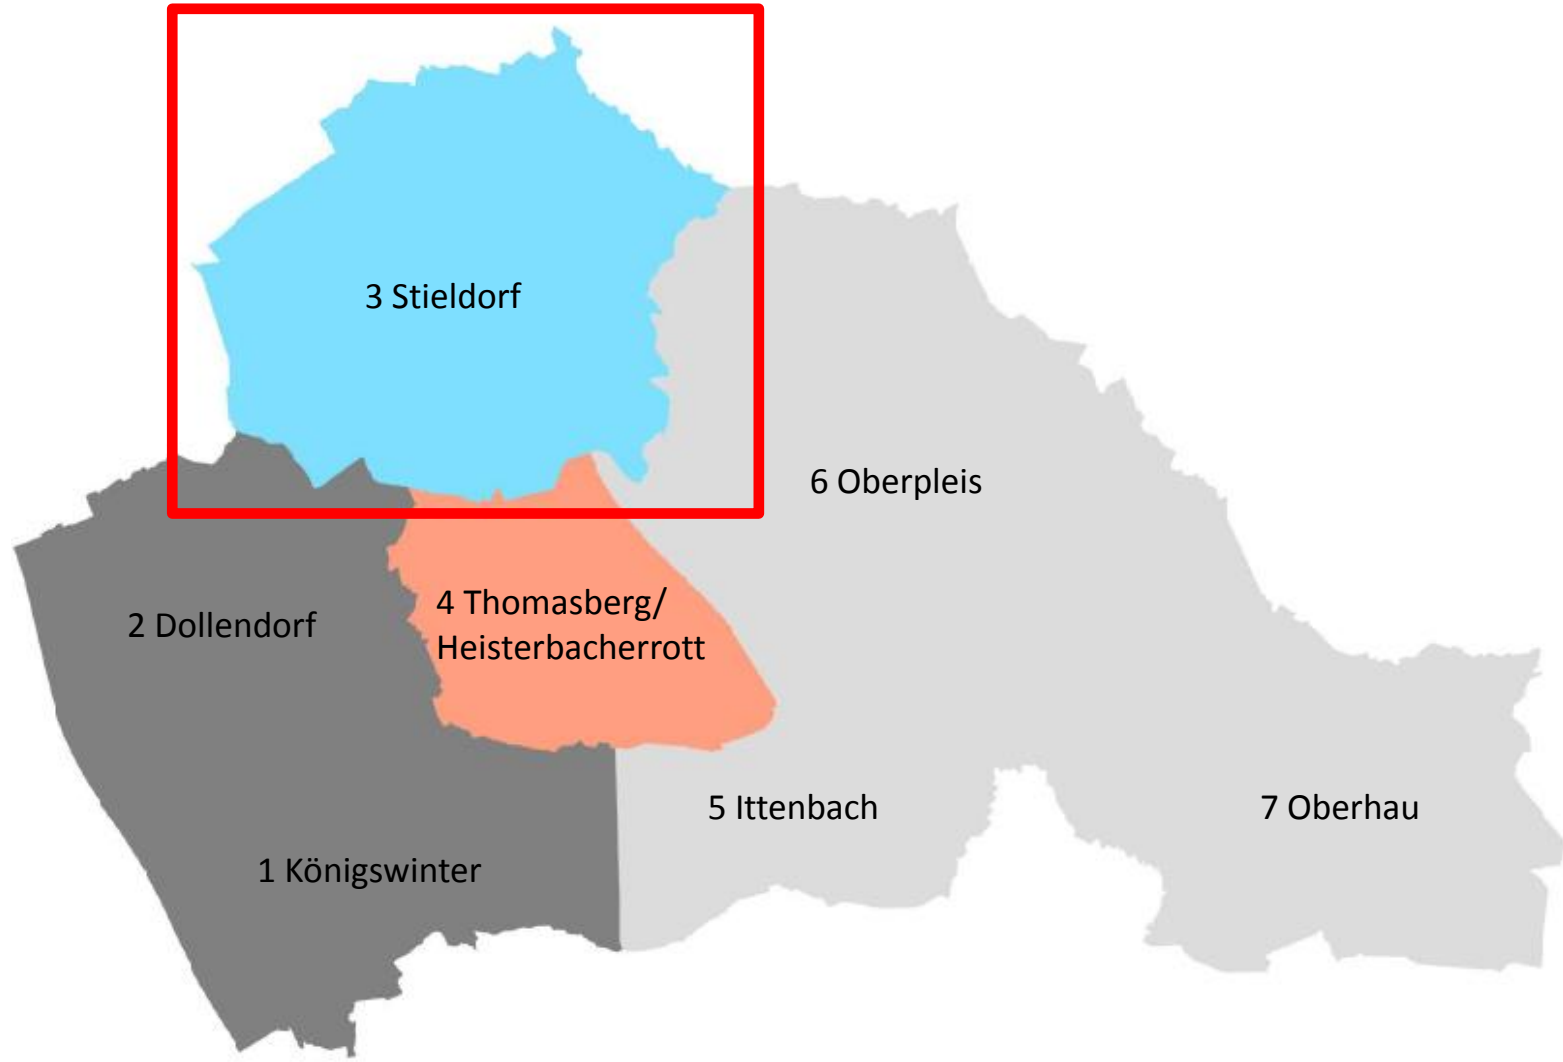 3 Stieldorf
6 Oberpleis
2 Dollendorf
4 Thomasberg/
Heisterbacherrott
5 Ittenbach
7 Oberhau
1 Königswinter